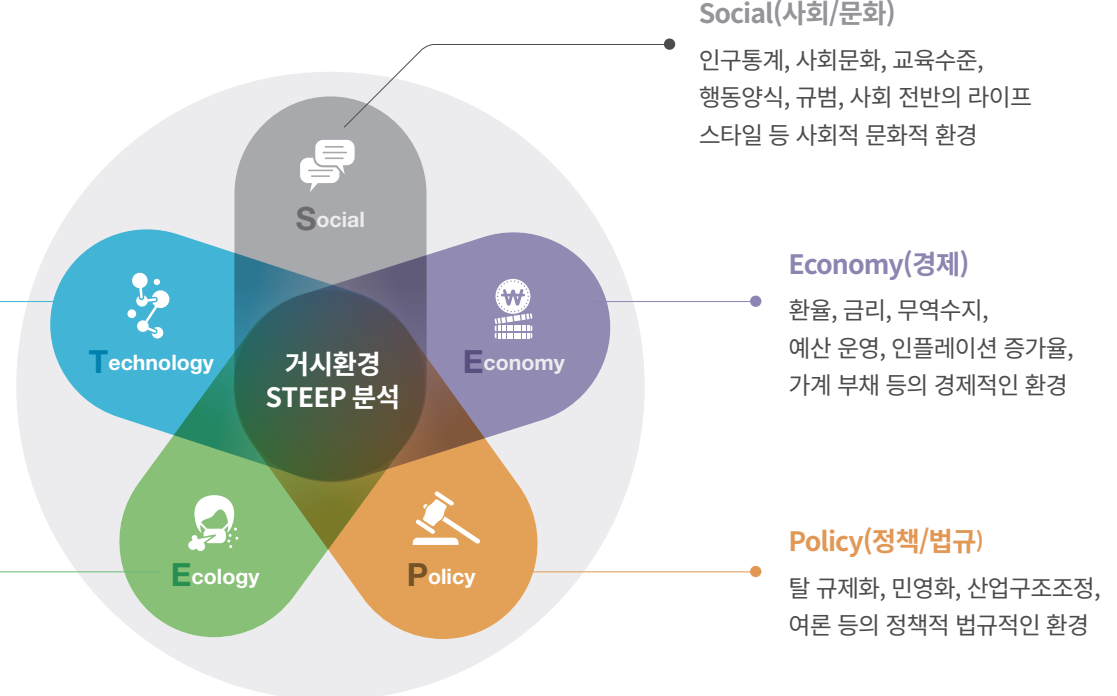 Social(사회/문화)
인구통계, 사회문화, 교육수준,
행동양식, 규범, 사회 전반의 라이프
스타일 등 사회적 문화적 환경
Social
Technology
Economy
거시환경
STEEP 분석
Ecology
Policy
Economy(경제)
환율, 금리, 무역수지,
예산 운영, 인플레이션 증가율,
가계 부채 등의 경제적인 환경
Policy(정책/법규)
탈 규제화, 민영화, 산업구조조정,
여론 등의 정책적 법규적인 환경